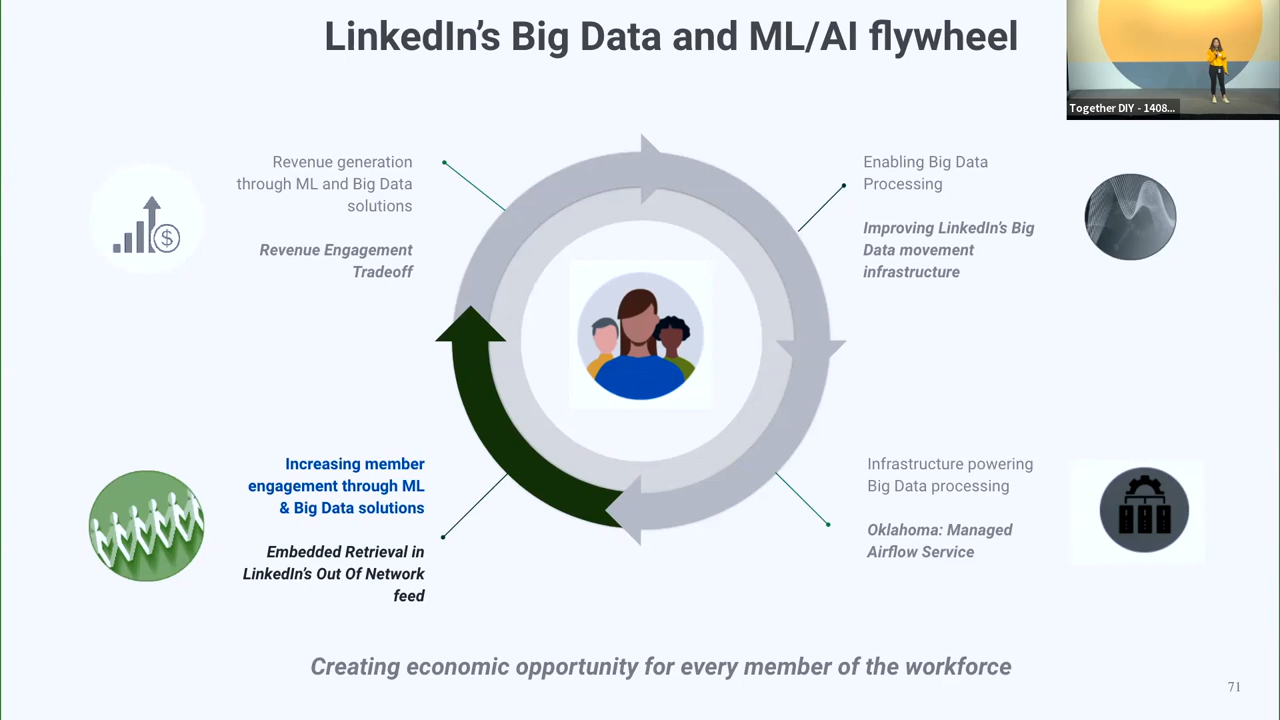 LinkedIn's Big Data and ML/AI flywheel
Together DIY - 1408...
Revenue generation
through ML and Big Data
solutions
Revenue Engagement
Tradeoff
$
Enabling Big Data
Processing
Improving LinkedIn's Big
Data movement
infrastructure
Increasing member
engagement through ML
& Big Data solutions
Embedded Retrieval in
LinkedIn's Out Of Network
feed
Infrastructure powering
Big Data processing
Oklahoma: Managed
Airflow Service
Creating economic opportunity for every member of the workforce
71